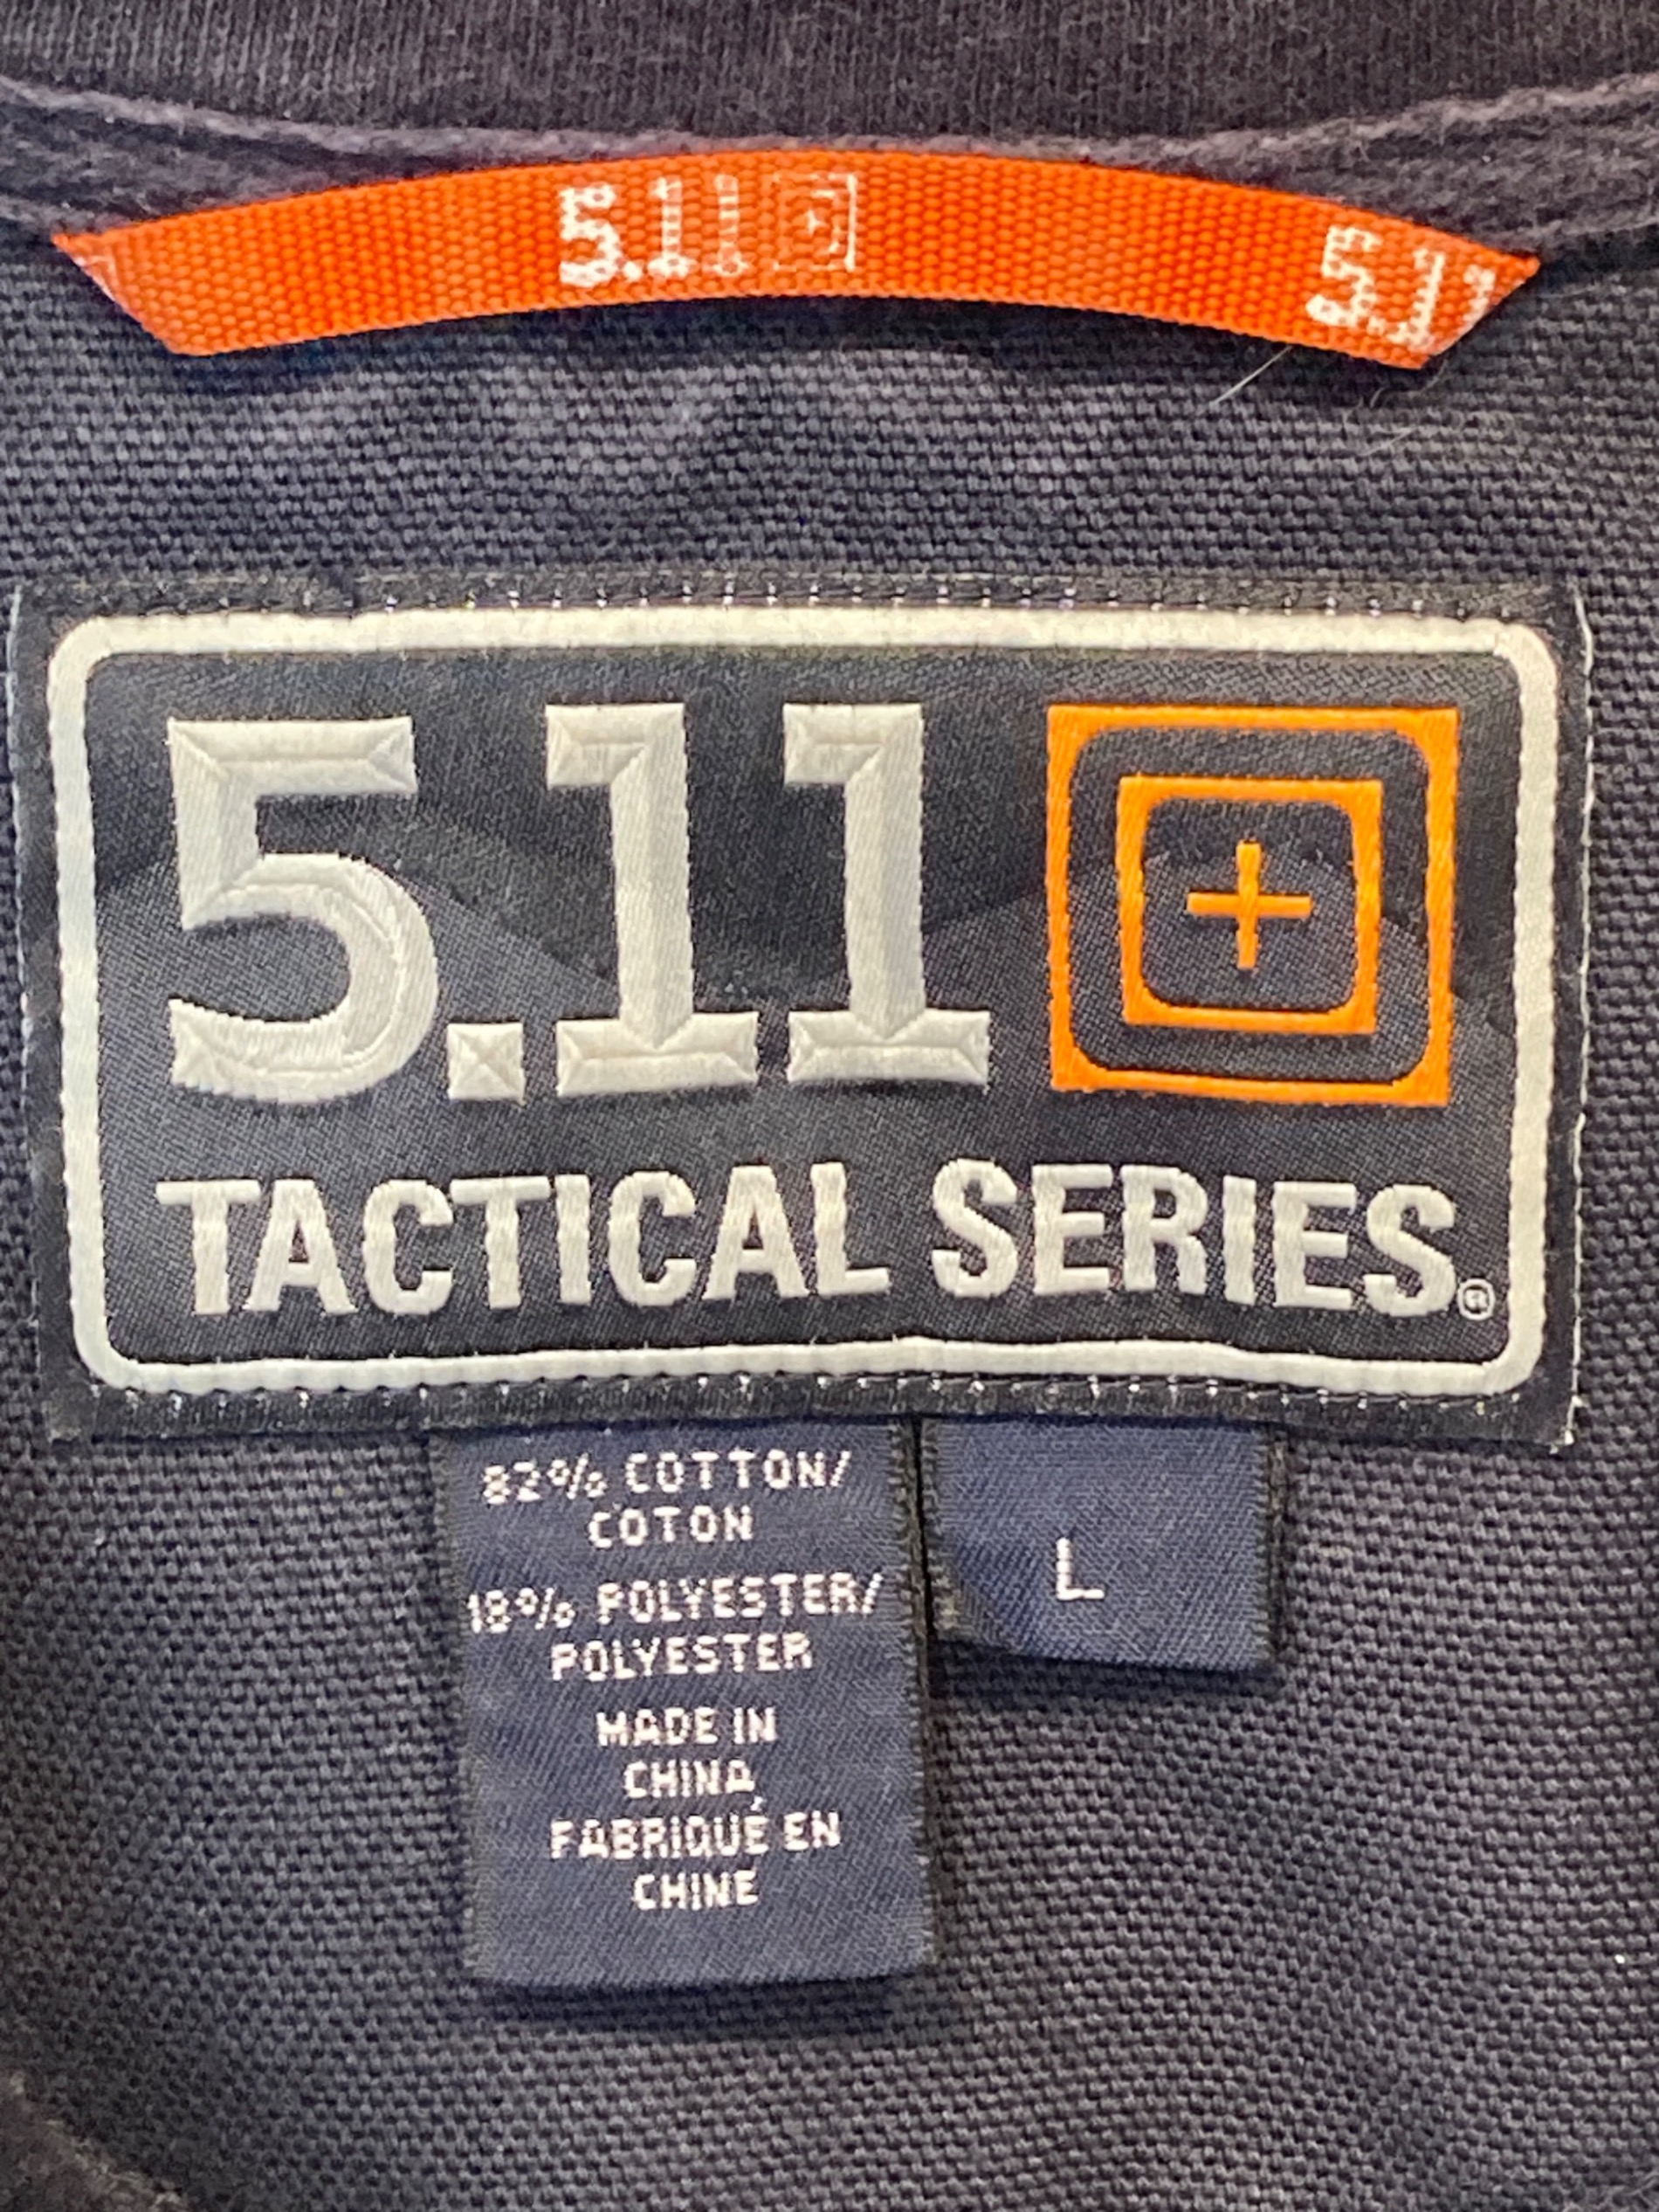 5.11
5.11
5.11
TACTICAL SERIES®
82% COTTON/
COTON
18% POLYESTER/
POLYESTER
MADE IN
CHINA,
FABRIQUÉ EN
CHINE
L